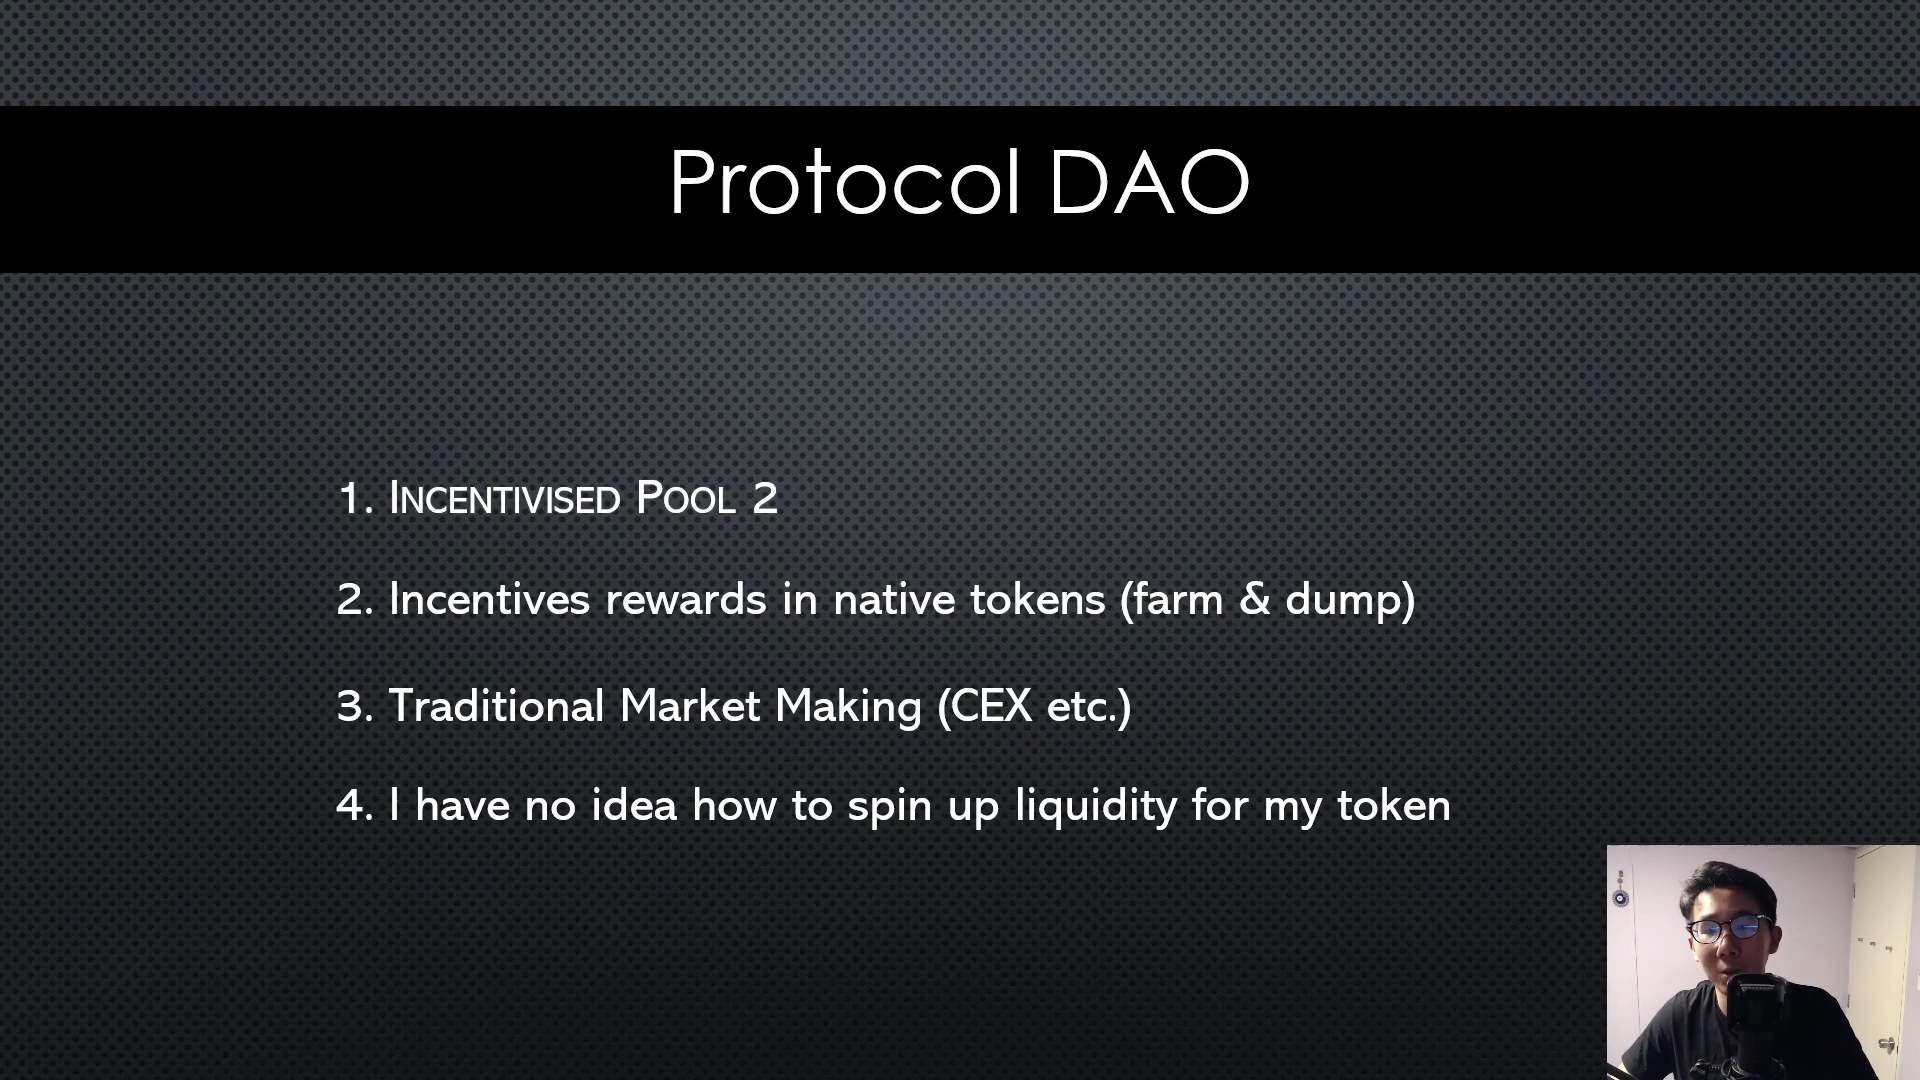 Protocol DAO
1. INCENTIVISED POOL 2
2. Incentives rewards in native tokens (farm & dump)
3. Traditional Market Making (CEX etc.)
4. I have no idea how to spin up liquidity for my token